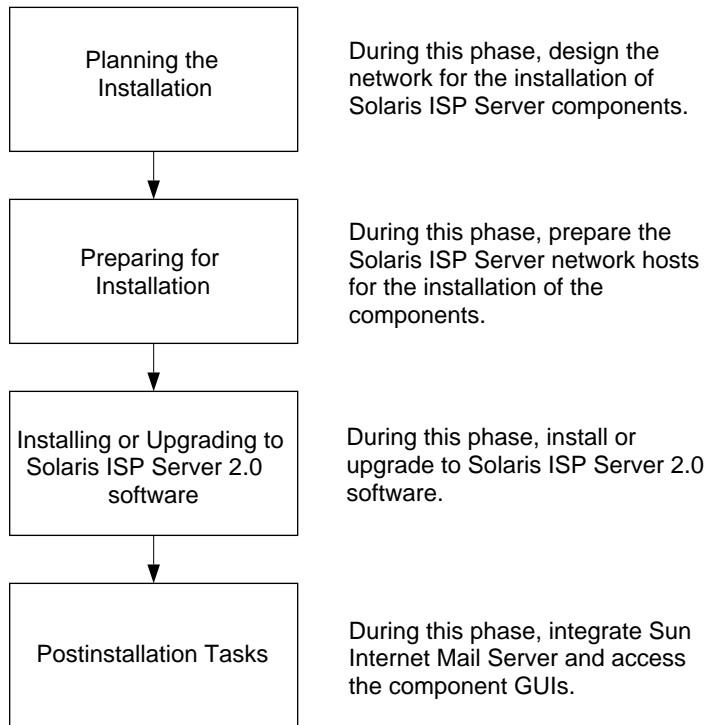 Planning the
Installation
During this phase, design the
network for the installation of
Solaris ISP Server components.
Preparing for
Installation
During this phase, prepare the
Solaris ISP Server network hosts
for the installation of the
components.
Installing or Upgrading to
Solaris ISP Server 2.0
software
During this phase, install or
upgrade to Solaris ISP Server 2.0
software.
Postinstallation Tasks
During this phase, integrate Sun
Internet Mail Server and access
the component GUIs.